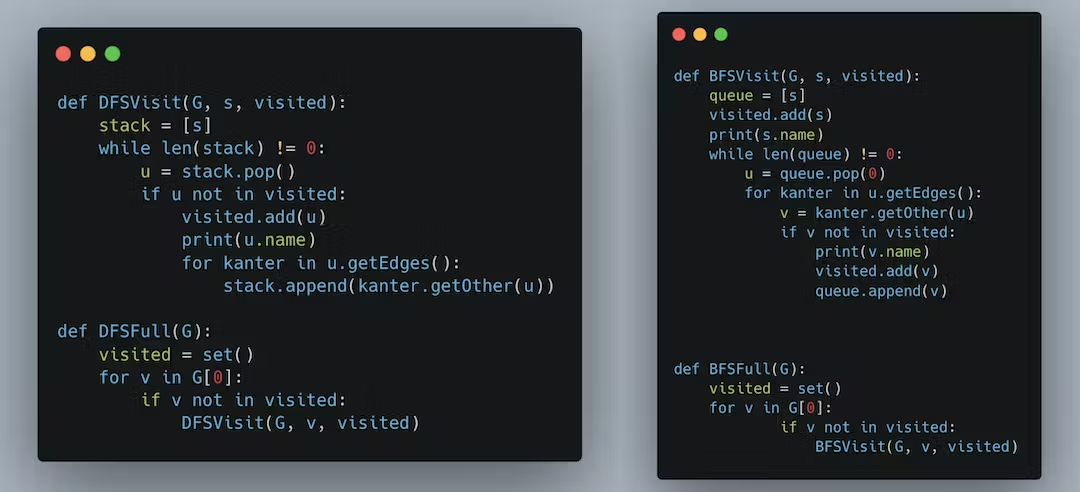 def DFSVisit(G, s, visited):
    stack = [s]
    while len(stack) != 0:
        u = stack.pop()
        if u not in visited:
            visited.add(u)
            print(u.name)
            for kanter in u.getEdges():
                stack.append(kanter.getOther(u))

def DFSFull(G):
    visited = set()
    for v in G[0]:
        if v not in visited:
            DFSVisit(G, v, visited)

def BFSVisit(G, s, visited):
    queue = [s]
    visited.add(s)
    print(s.name)
    while len(queue) != 0:
        u = queue.pop(0)
        for kanter in u.getEdges():
            v = kanter.getOther(u)
            if v not in visited:
                print(v.name)
                visited.add(v)
                queue.append(v)

def BFSFull(G):
    visited = set()
    for v in G[0]:
            if v not in visited:
                BFSVisit(G, v, visited)